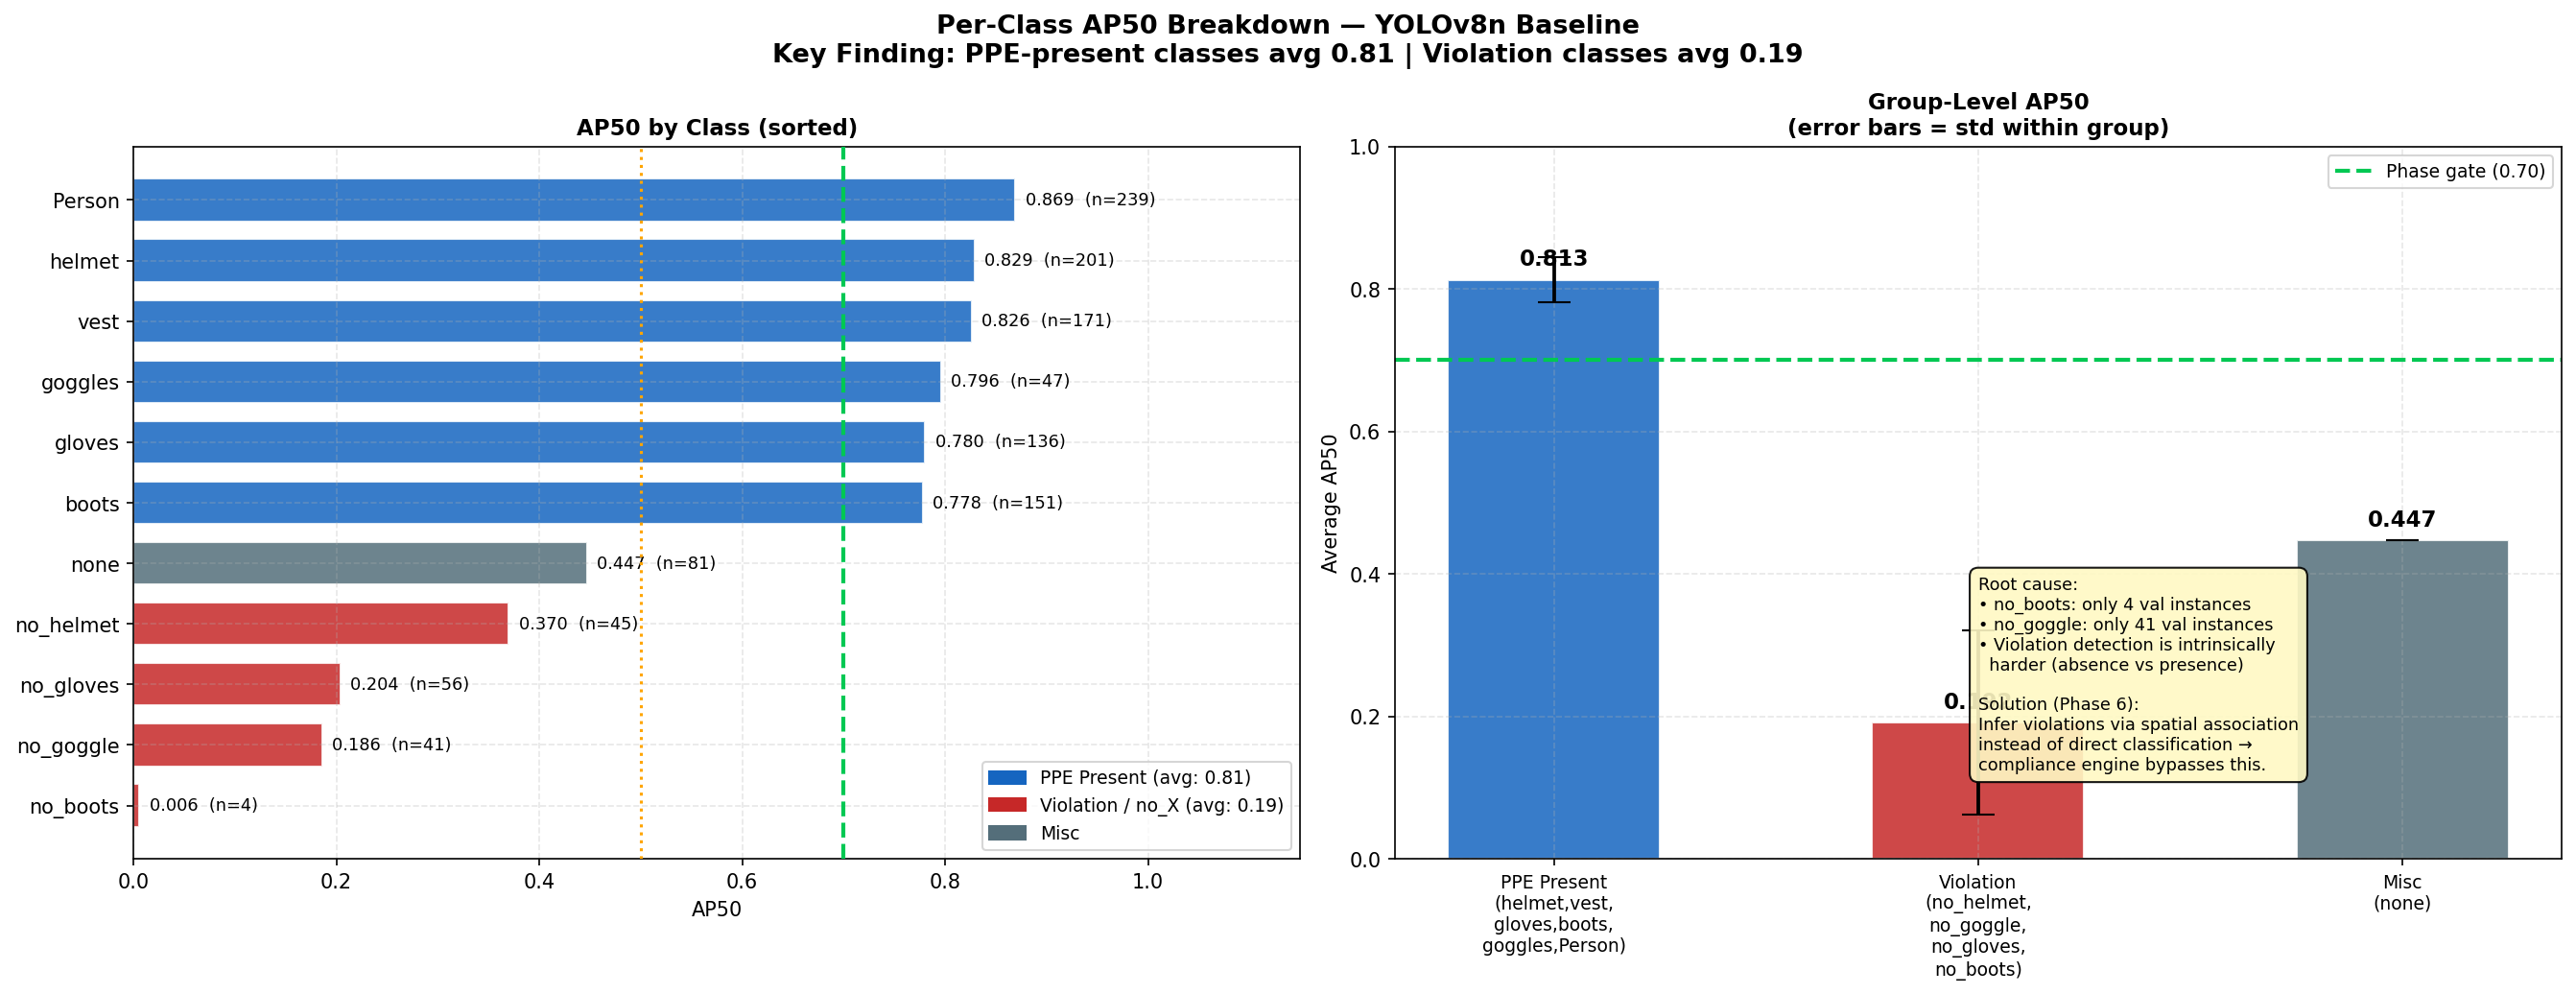 Per-Class AP50 Breakdown — YOLOv8n Baseline
Key Finding: PPE-present classes avg 0.81 | Violation classes avg 0.19
AP50 by Class (sorted)
Person
0.869 (n=239)
helmet
0.829 (n=201)
vest
0.826 (n=171)
goggles
0.796 (n=47)
gloves
0.780 (n=136)
boots
0.778 (n=151)
none
0.447 (n=81)
no_helmet
0.370 (n=45)
no_gloves
0.204 (n=56)
no_goggle
0.186 (n=41)
no_boots
0.006 (n=4)
PPE Present (avg: 0.81)
Violation / no_X (avg: 0.19)
Misc
0.0 0.2 0.4 0.6 0.8 1.0
AP50
Group-Level AP50
(error bars = std within group)
Phase gate (0.70)
1.0
0.8
0.6
0.4
0.2
0.0
Average AP50
0.813
0.447
Root cause:
• no_boots: only 4 val instances
• no_goggle: only 41 val instances
• Violation detection is intrinsically
harder (absence vs presence)
Solution (Phase 6):
Infer violations via spatial association
instead of direct classification →
compliance engine bypasses this.
PPE Present
(helmet,vest,
gloves,boots,
goggles,Person)
Violation
(no_helmet,
no_goggle,
no_gloves,
no_boots)
Misc
(none)